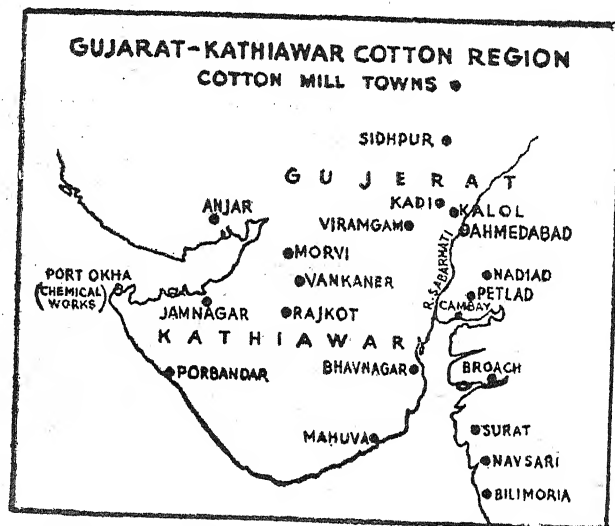 GUJARAT-KATHIAWAR COTTON REGION
COTTON MILL TOWNS
SIDHPUR
GUJERAT
KADI
KALOL
ANJAR
VIRAMGAM
AHMEDABAD
R. SABARMATI
MORVI
PORT OKHA
(CHEMICAL WORKS)
VANKANER
NADIAD
PETLAD
CAMBAY
JAMNAGAR
RAJKOT
KATHIAWAR
PORBANDAR
BHAVNAGAR
BROACH
MAHUVA
SURAT
NAVSARI
BILIMORIA